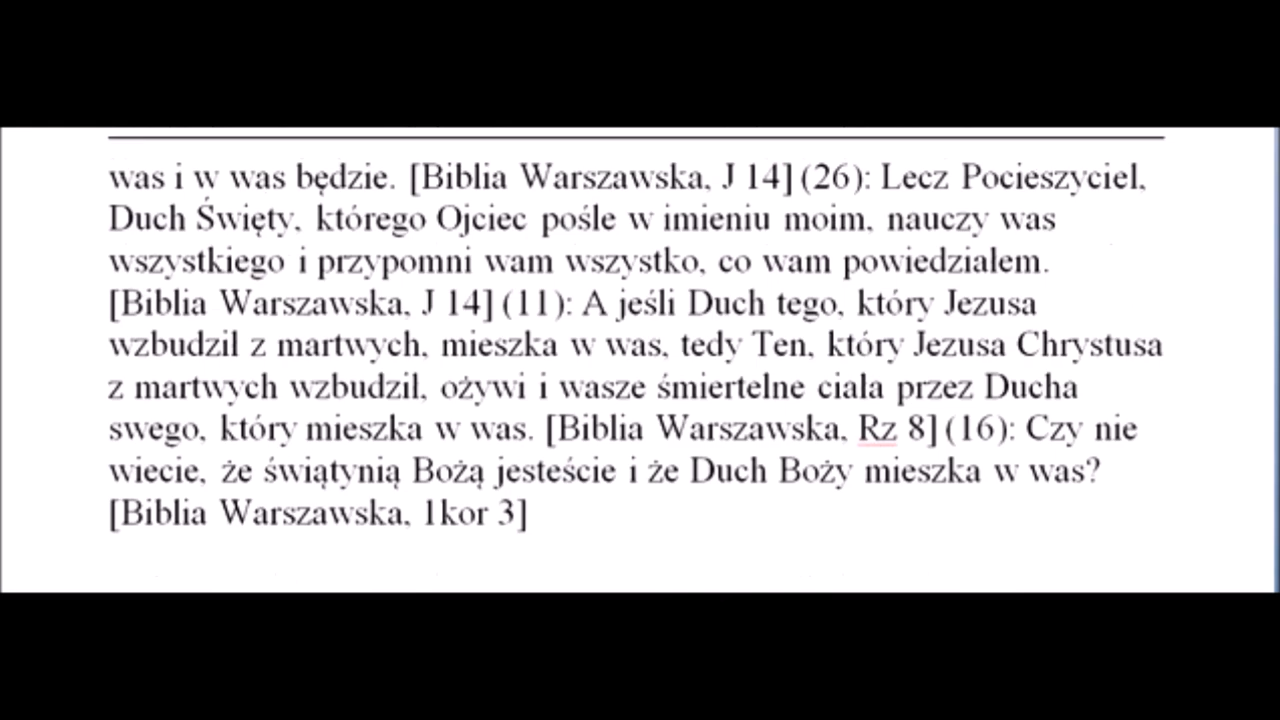 was i w was będzie. [Biblia Warszawska, J 14] (26): Lecz Pocieszyciel,
Duch Święty, którego Ojciec pośle w imieniu moim, nauczy was
wszystkiego i przypomni wam wszystko, co wam powiedziałem.
[Biblia Warszawska, J 14] (11): A jeśli Duch tego, który Jezusa
wzbudził z martwych, mieszka w was, tedy Ten, który Jezusa Chrystusa
z martwych wzbudził, ożywi i wasze śmiertelne ciała przez Ducha
swego, który mieszka w was. [Biblia Warszawska, Rz 8] (16): Czy nie
wiecie, że świątynią Bożą jesteście i że Duch Boży mieszka w was?
[Biblia Warszawska, 1kor 3]